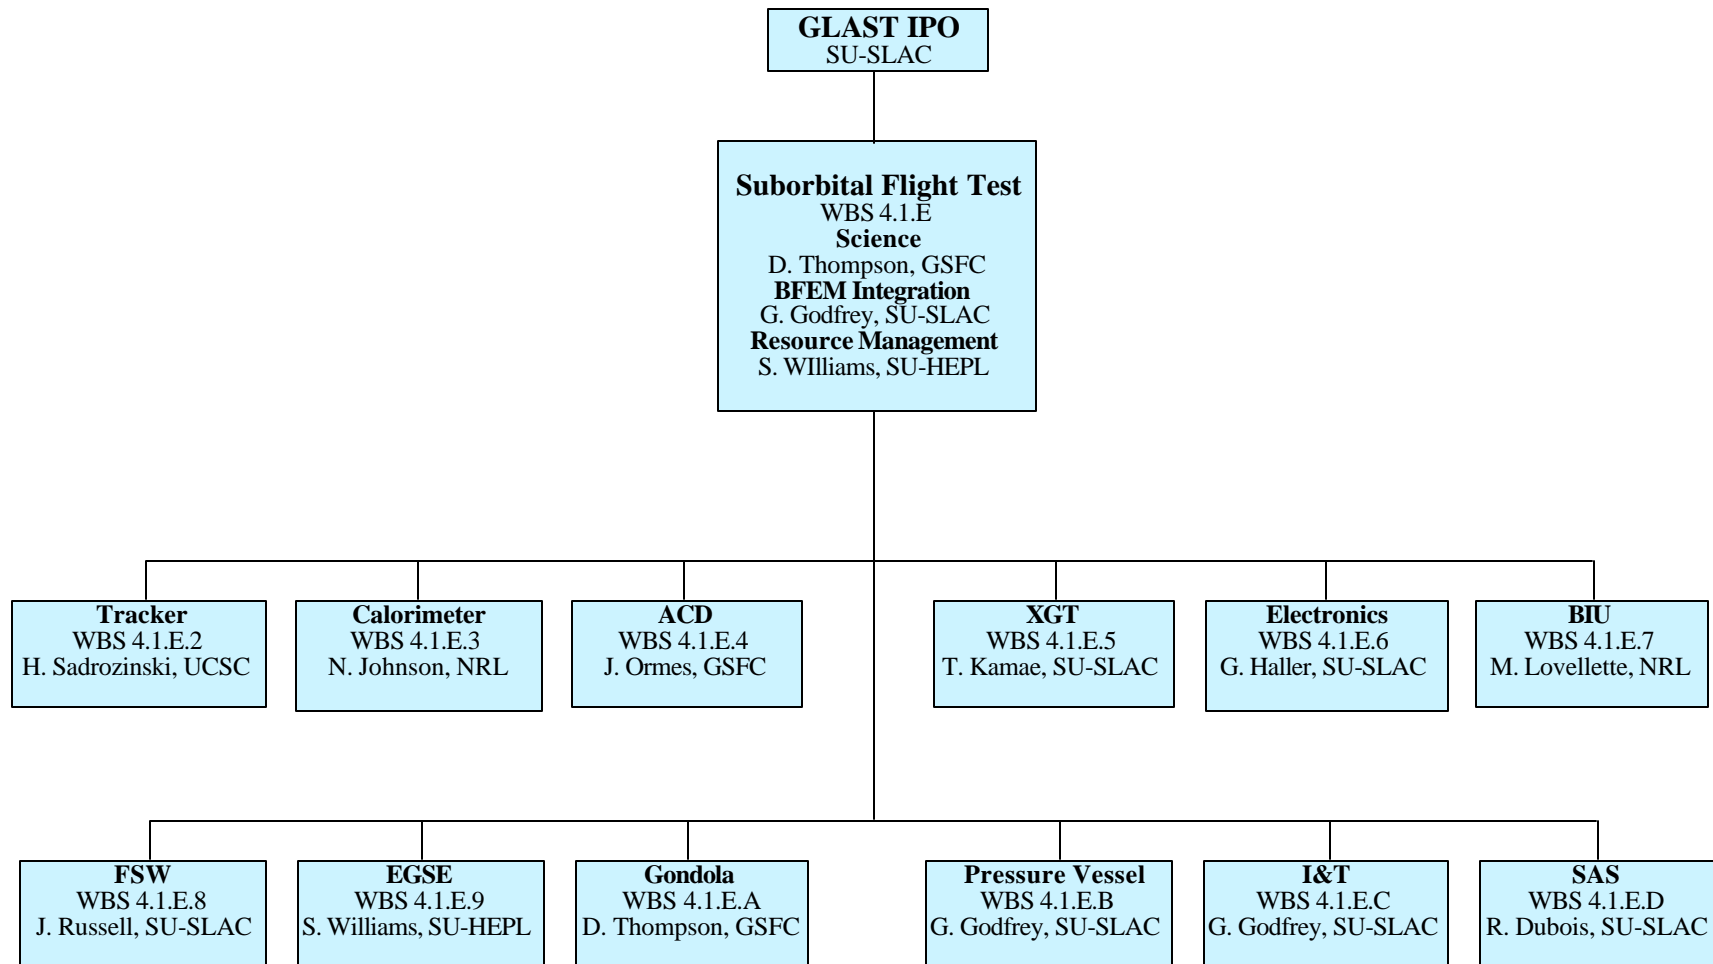 GLAST IPO
SU-SLAC
Suborbital Flight Test
WBS 4.1.E
Science
D. Thompson, GSFC
BFEM Integration
G. Godfrey, SU-SLAC
Resource Management
S. WIlliams, SU-HEPL
Tracker
WBS 4.1.E.2
H. Sadrozinski, UCSC
Calorimeter
WBS 4.1.E.3
N. Johnson, NRL
ACD
WBS 4.1.E.4
J. Ormes, GSFC
XGT
WBS 4.1.E.5
T. Kamae, SU-SLAC
Electronics
WBS 4.1.E.6
G. Haller, SU-SLAC
BIU
WBS 4.1.E.7
M. Lovellette, NRL
FSW
WBS 4.1.E.8
J. Russell, SU-SLAC
EGSE
WBS 4.1.E.9
S. Williams, SU-HEPL
Gondola
WBS 4.1.E.A
D. Thompson, GSFC
Pressure Vessel
WBS 4.1.E.B
G. Godfrey, SU-SLAC
I&T
WBS 4.1.E.C
G. Godfrey, SU-SLAC
SAS
WBS 4.1.E.D
R. Dubois, SU-SLAC